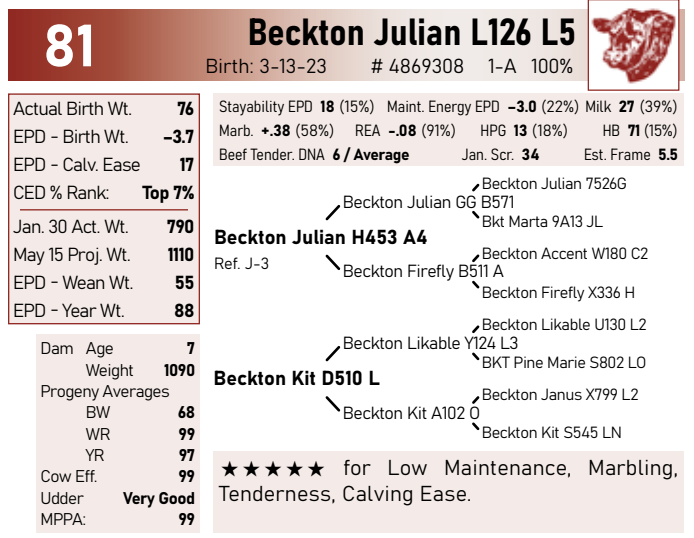 81
Beckton Julian L126 L5
Birth: 3-13-23 # 4869308 1-A 100%
Actual Birth Wt. 76
EPD - Birth Wt. –3.7
EPD - Calv. Ease 17
CED % Rank: Top 7%
Jan. 30 Act. Wt. 790
May 15 Proj. Wt. 1110
EPD - Wean Wt. 55
EPD - Year Wt. 88
Dam Age 7
Weight 1090
Progeny Averages
BW 68
WR 99
YR 97
Cow Eff. 99
Udder Very Good
MPPA: 99
Stayability EPD 18 (15%) Maint. Energy EPD –3.0 (22%) Milk 27 (39%)
Marb. +.38 (58%) REA -.08 (91%) HPG 13 (18%) HB 71 (15%)
Beef Tender. DNA 6 / Average Jan. Scr. 34 Est. Frame 5.5
Beckton Julian 7526G
Beckton Julian GG B571
Bkt Marta 9A13 JL
Beckton Julian H453 A4
Ref. J-3
Beckton Accent W180 C2
Beckton Firefly B511 A
Beckton Firefly X336 H
Beckton Likable U130 L2
Beckton Likable Y124 L3
BKT Pine Marie S802 LO
Beckton Kit D510 L
Beckton Janus X799 L2
Beckton Kit A102 O
Beckton Kit S545 LN
★★★★★ for Low Maintenance, Marbling,
Tenderness, Calving Ease.